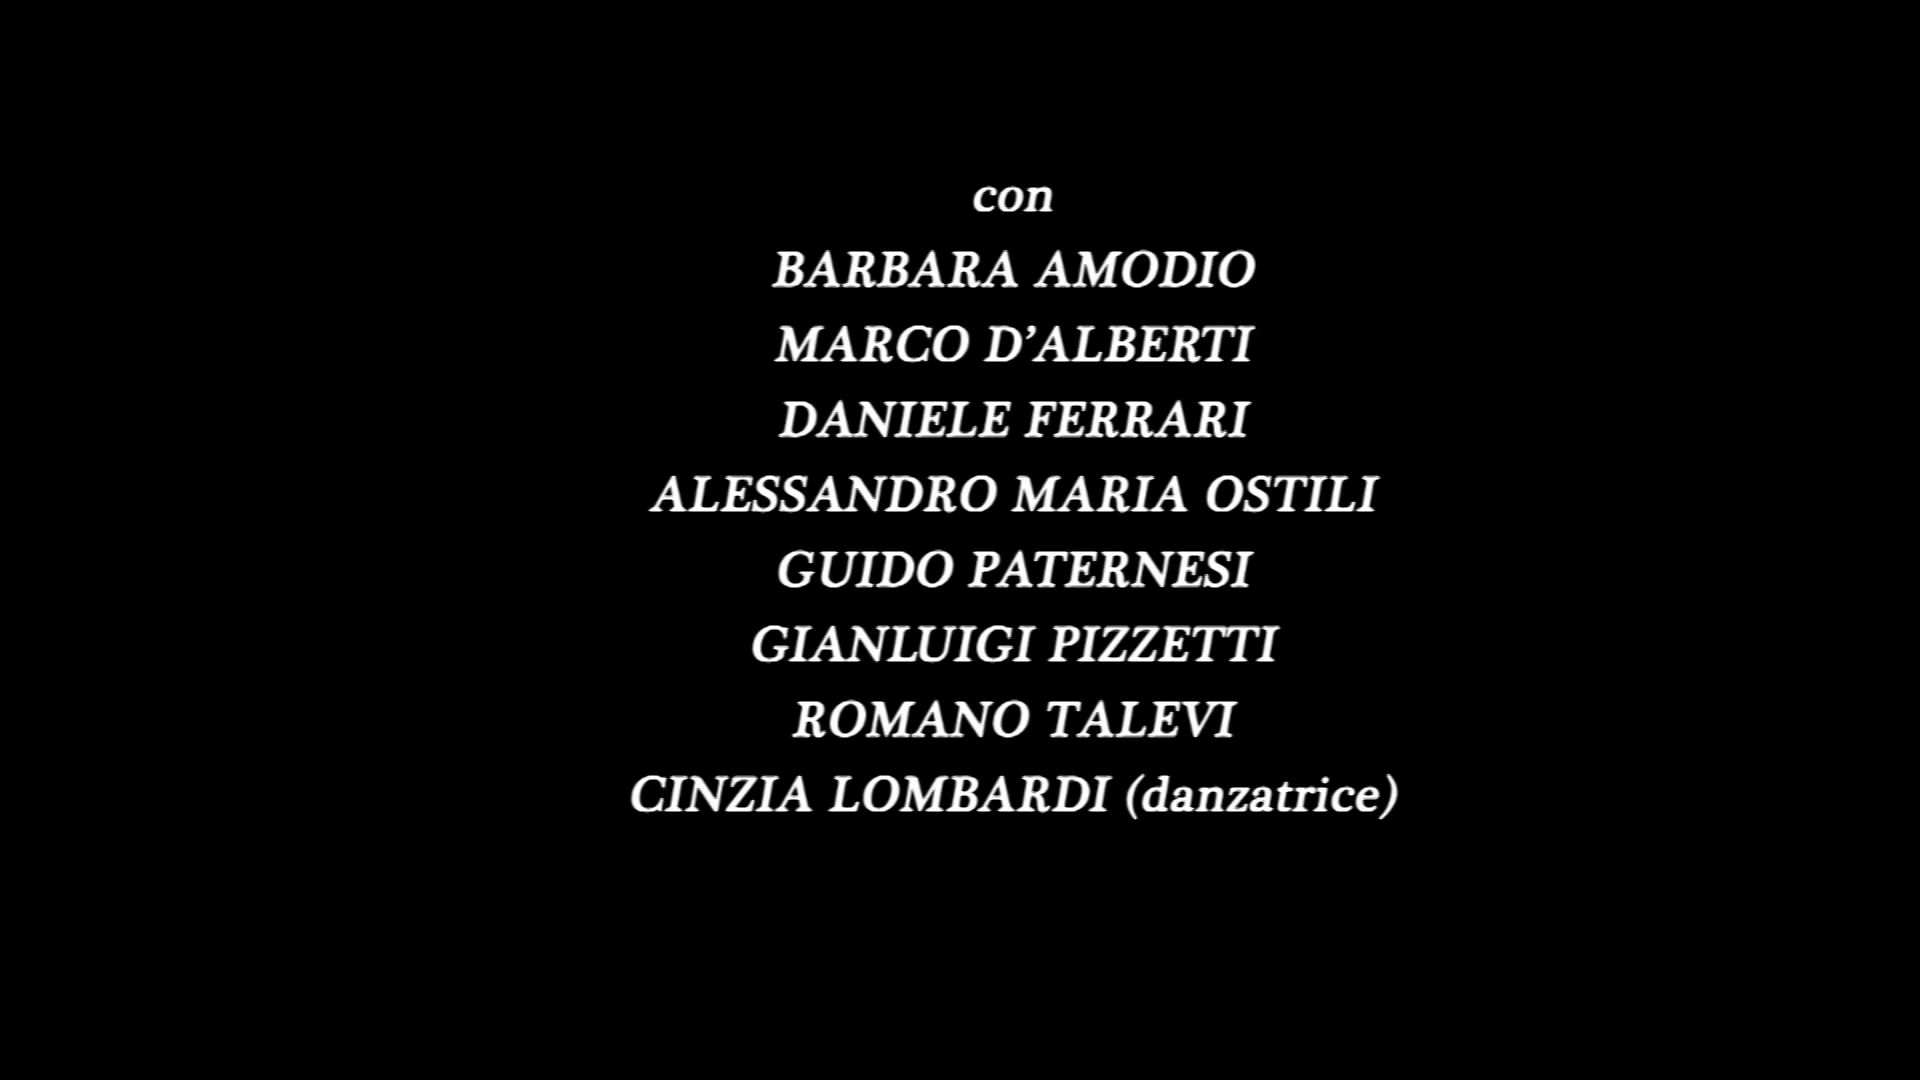 con
BARBARA AMODIO
MARCO D’ALBERTI
DANIELE FERRARI
ALESSANDRO MARIA OSTILI
GUIDO PATERNESI
GIANLUIGI PIZZETTI
ROMANO TALEVI
CINZIA LOMBARDI (danzatrice)